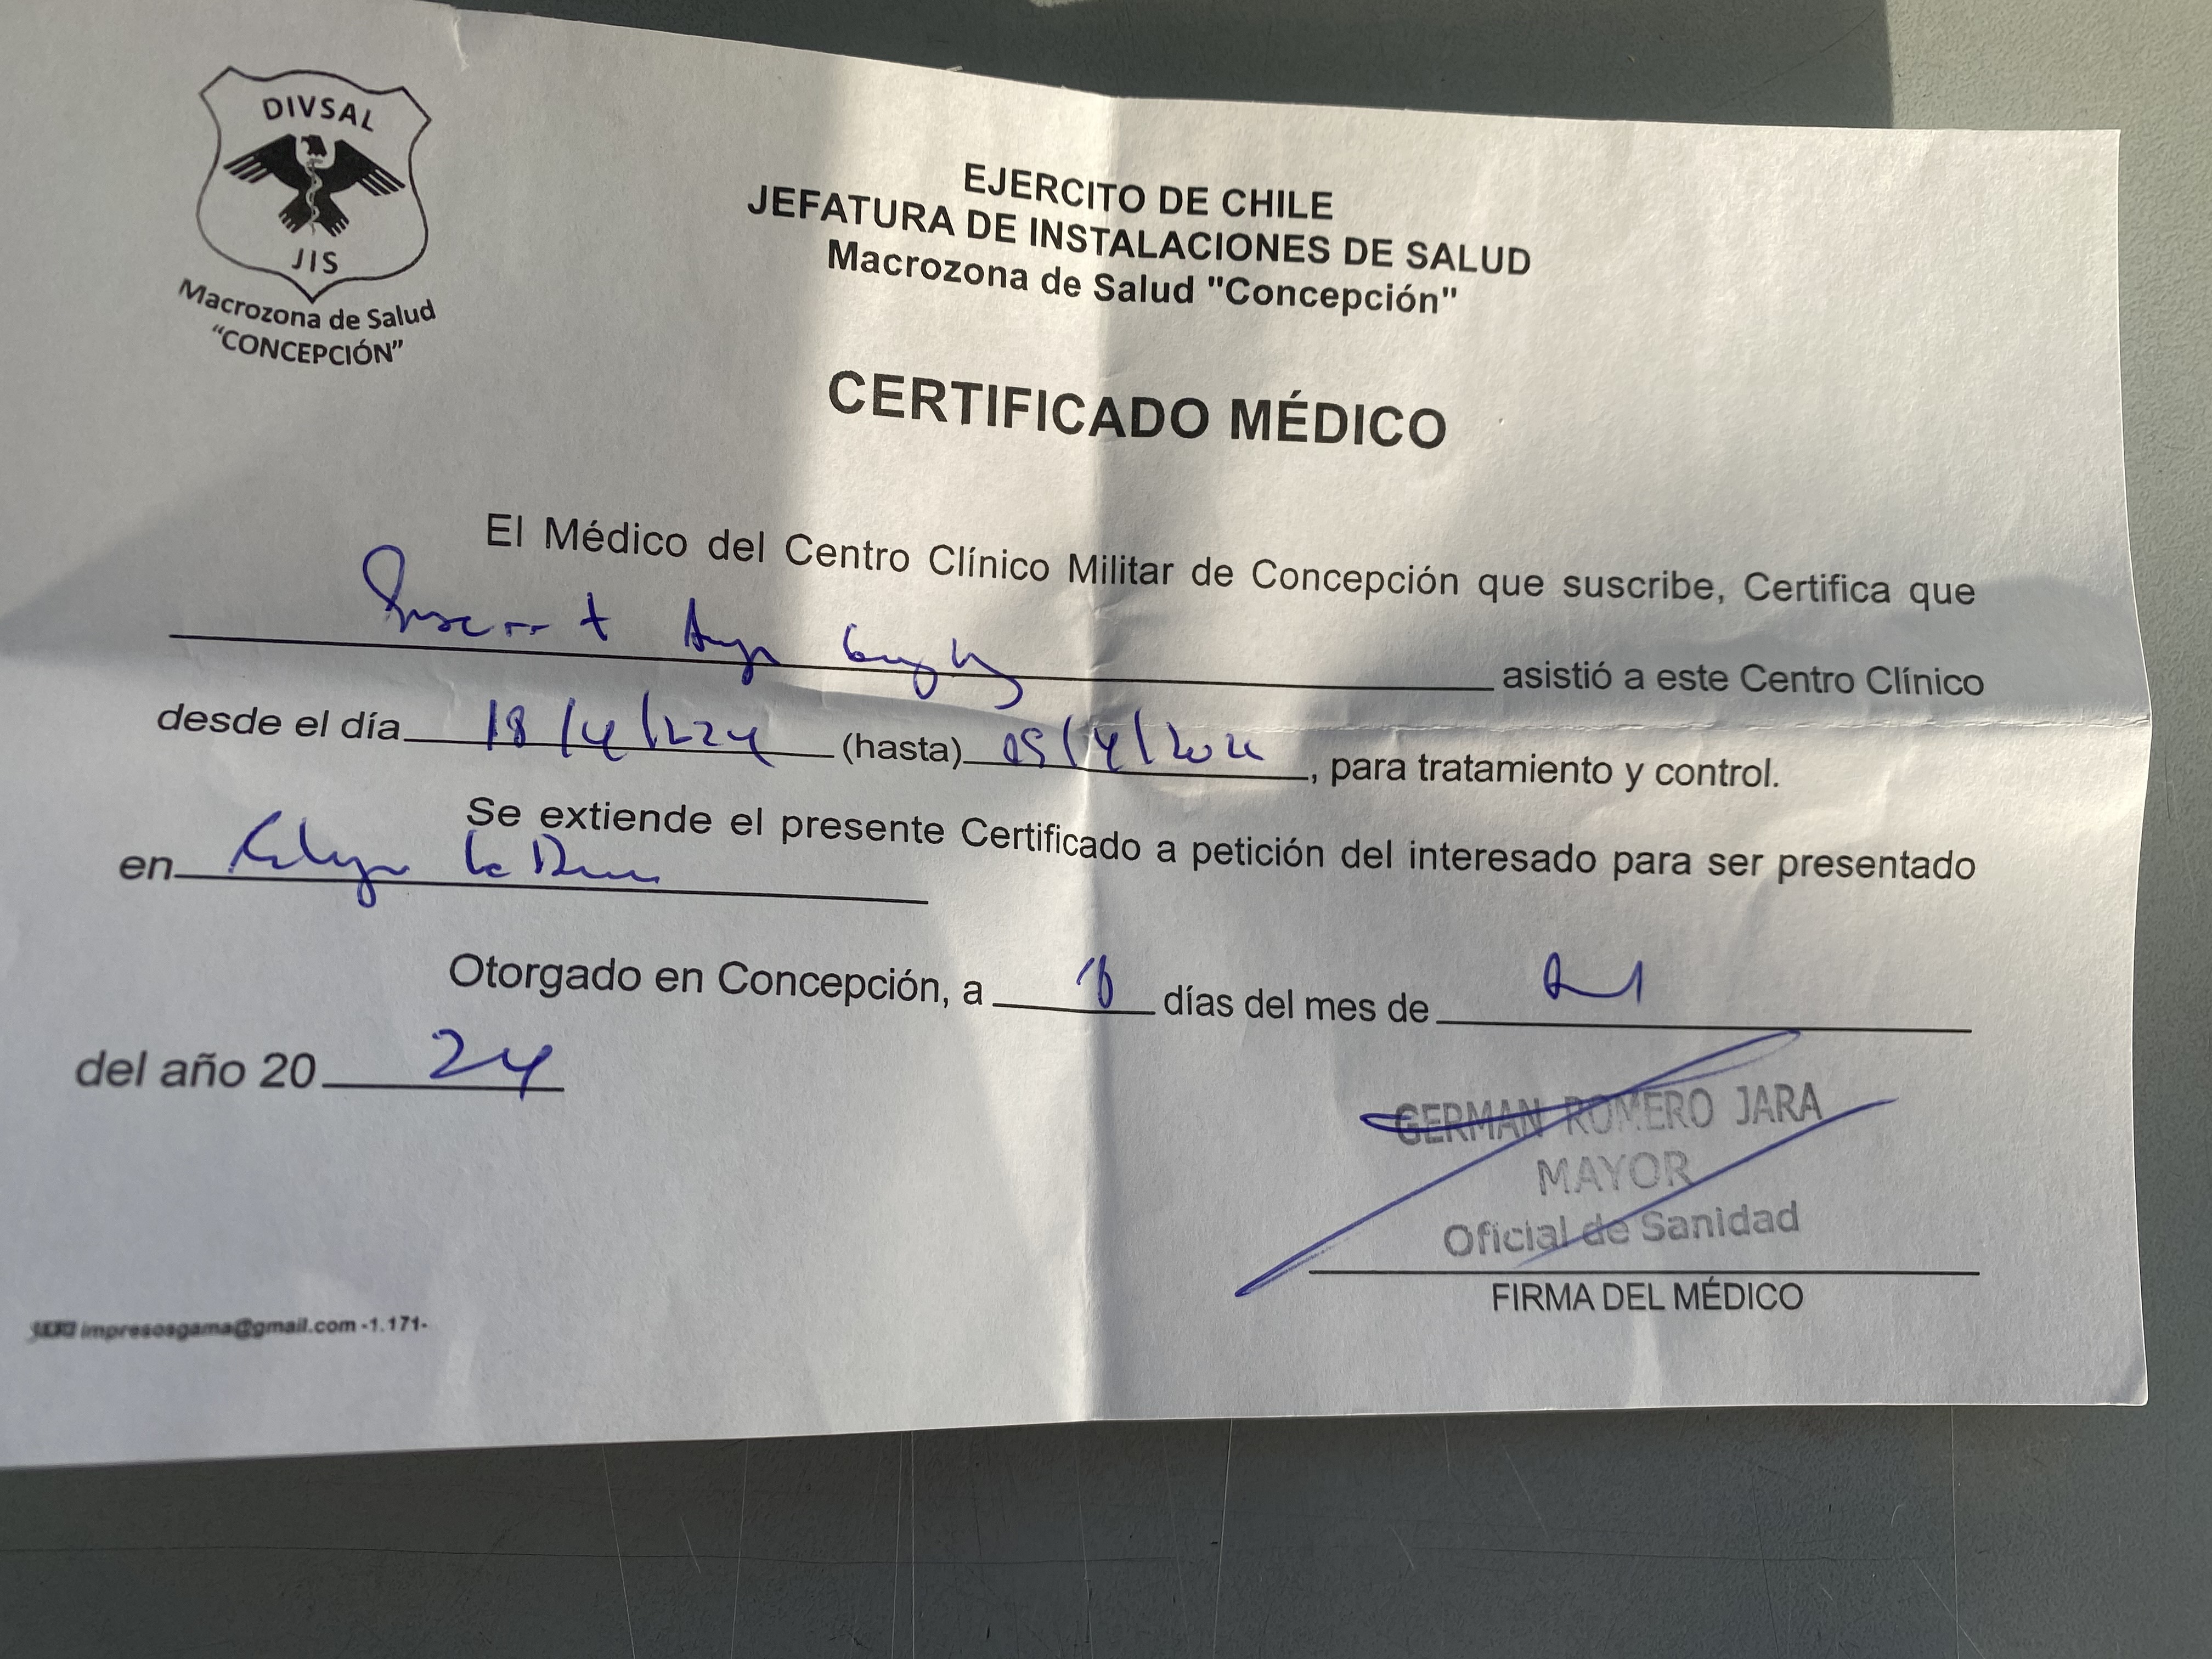 DIVSAL
JIS
Macrozona de Salud
"CONCEPCIÓN"
EJERCITO DE CHILE
JEFATURA DE INSTALACIONES DE SALUD
Macrozona de Salud "Concepción"
CERTIFICADO MÉDICO
El Médico del Centro Clínico Militar de Concepción que suscribe, Certifica que
asistió a este Centro Clínico
desde el día 18/4/2024 (hasta) /4/2024, para tratamiento y control.
Se extiende el presente Certificado a petición del interesado para ser presentado
en
Otorgado en Concepción, a 18 días del mes de
del año 20 24
GERMAN ROMERO JARA
MAYOR
Oficial de Sanidad
FIRMA DEL MÉDICO
impresosgama@gmail.com -1.171-